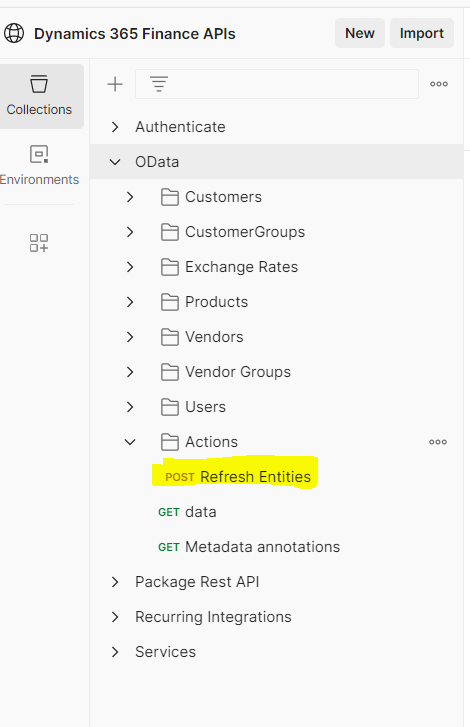 Dynamics 365 Finance APIs
New
Import
Collections
Environments
Authenticate
OData
Customers
CustomerGroups
Exchange Rates
Products
Vendors
Vendor Groups
Users
Actions
POST Refresh Entities
GET data
GET Metadata annotations
Package Rest API
Recurring Integrations
Services